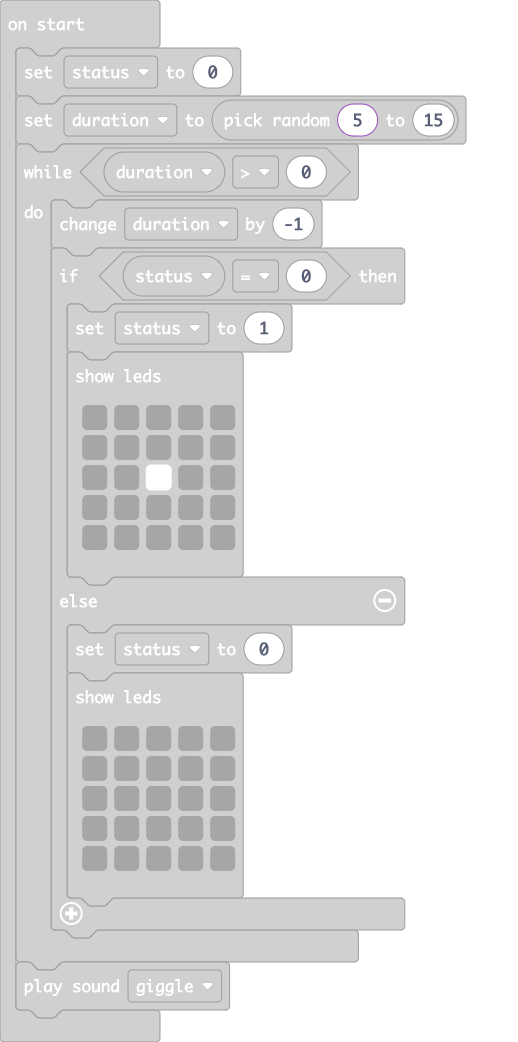 on start
set status to 0
set duration to pick random 5 to 15
while duration > 0
do
change duration by -1
if status = 0 then
set status to 1
show leds
else
set status to 0
show leds
play sound giggle